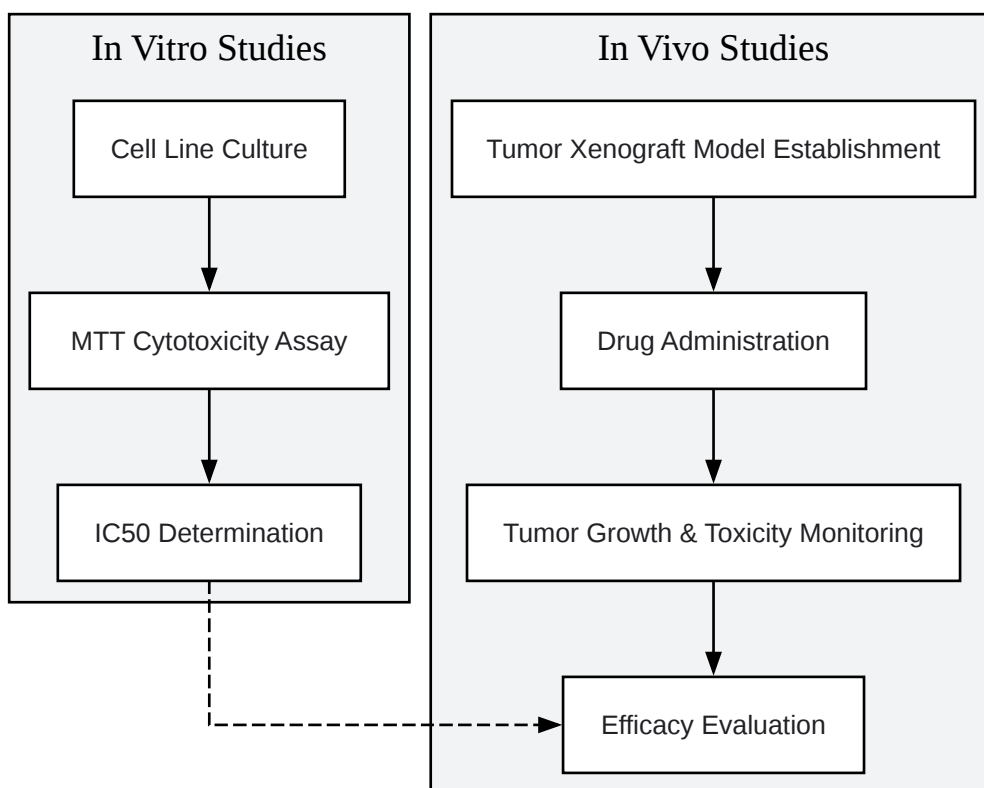 In Vitro Studies
Cell Line Culture
MTT Cytotoxicity Assay
IC50 Determination
In Vivo Studies
Tumor Xenograft Model Establishment
Drug Administration
Tumor Growth & Toxicity Monitoring
Efficacy Evaluation